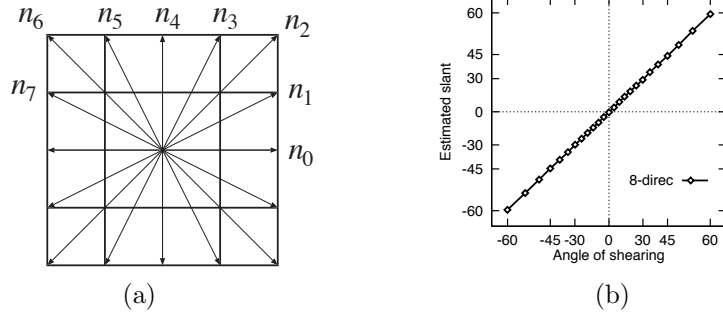 n6 n5 n4 n3 n2
n7
n1
n0
(a)
Estimated slant
60
45
30
0
-30
-45
-60
8-direc
-60 -45 -30 0 30 45 60
Angle of shearing
(b)